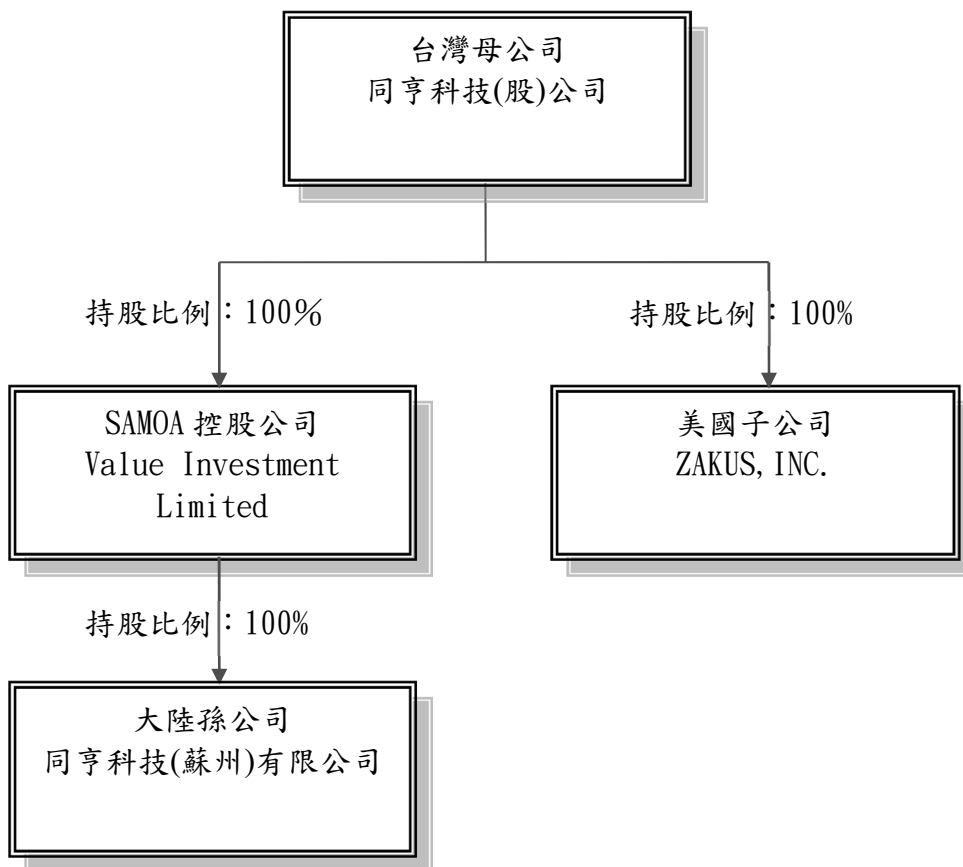 台灣母公司
同亨科技(股)公司
持股比例：100％
持股比例：100%
SAMOA 控股公司
Value Investment
Limited
美國子公司
ZAKUS, INC.
持股比例：100%
大陸孫公司
同亨科技(蘇州)有限公司